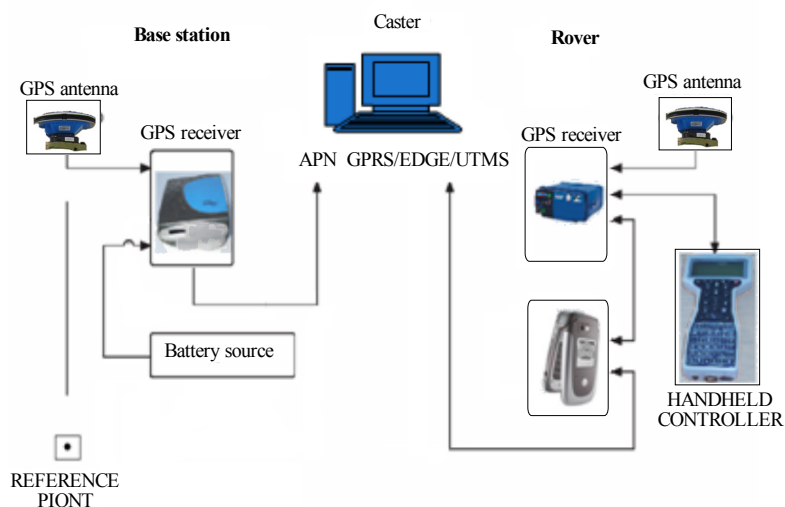 Caster
Base station
Rover
GPS antenna
GPS antenna
GPS receiver
GPS receiver
APN GPRS/EDGE/UTMS
Battery source
HANDHELD
CONTROLLER
REFERENCE
PIONT